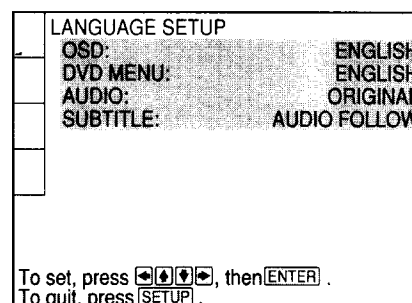 LANGUAGE SETUP
OSD: ENGLISH
DVD MENU: ENGLISH
AUDIO: ORIGINAL
SUBTITLE: AUDIO FOLLOW
To set, press ←↑↓→, then ENTER .
To quit, press SETUP .